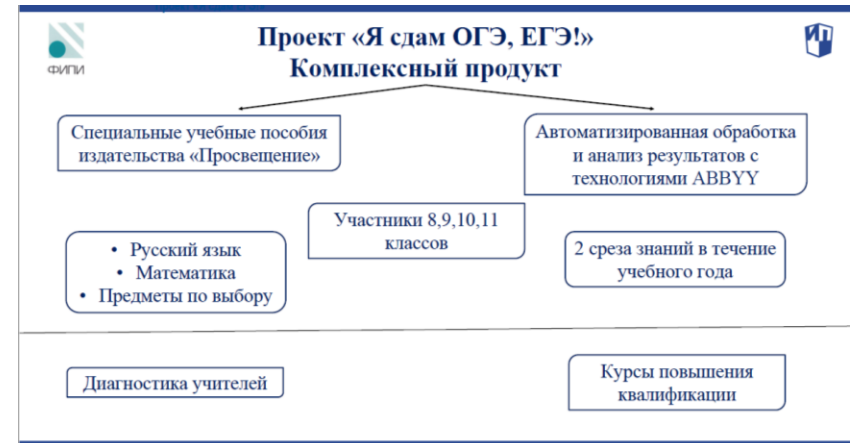 Проект «Я сдам ОГЭ, ЕГЭ!»
Комплексный продукт
ФИПИ
ИП
Специальные учебные пособия
издательства «Просвещение»
Автоматизированная обработка
и анализ результатов с
технологиями ABBYY
Участники 8,9,10,11
классов
• Русский язык
• Математика
• Предметы по выбору
2 среза знаний в течение
учебного года
Диагностика учителей
Курсы повышения
квалификации